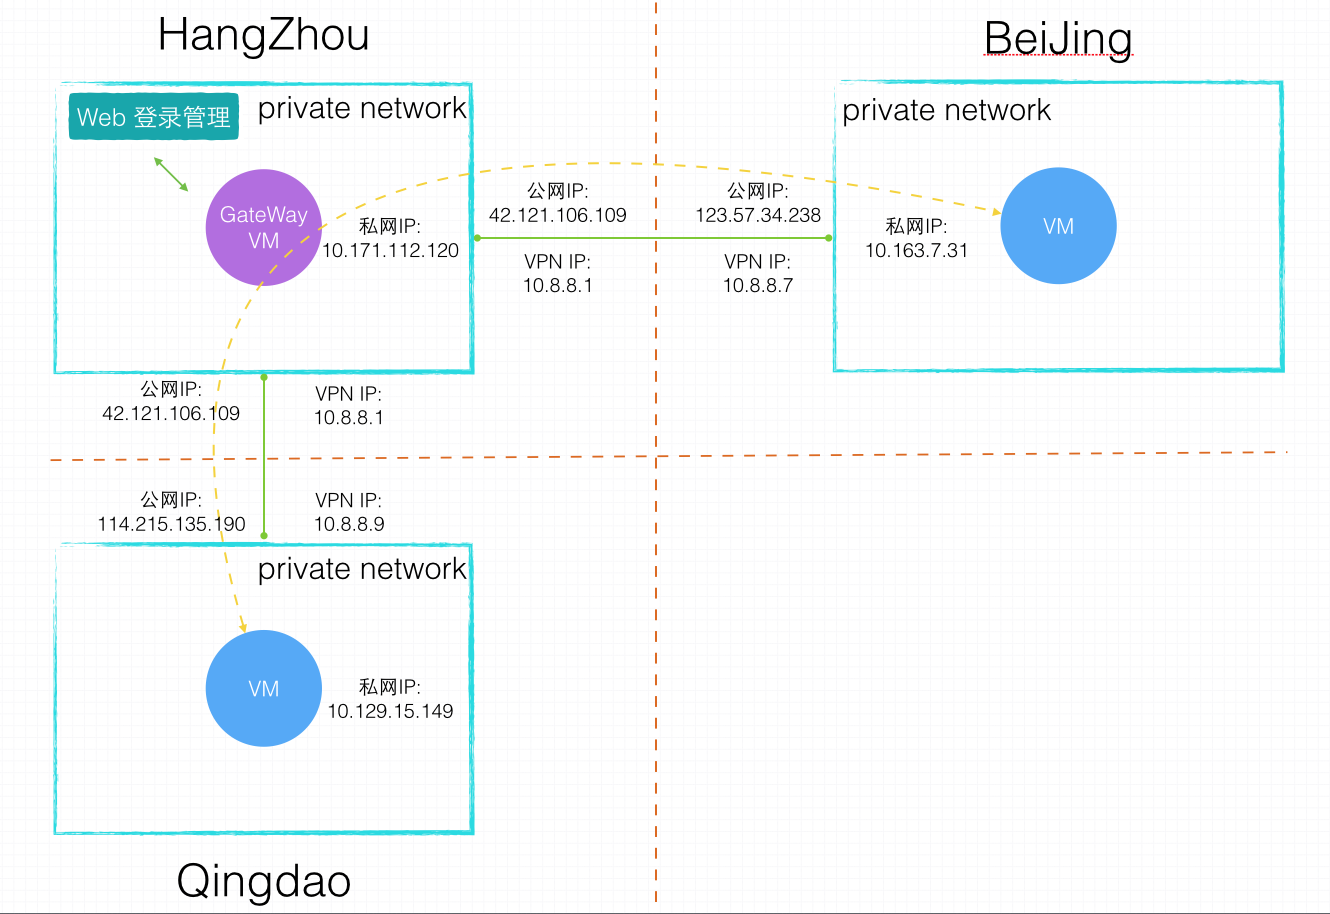 HangZhou
BeiJing
Web 登录管理
private network
private network
GateWay
VM
私网IP:
10.171.112.120
公网IP:
42.121.106.109
公网IP:
123.57.34.238
VPN IP:
10.8.8.1
VPN IP:
10.8.8.7
私网IP:
10.163.7.31
VM
公网IP:
42.121.106.109
VPN IP:
10.8.8.1
公网IP:
114.215.135.190
VPN IP:
10.8.8.9
private network
VM
私网IP:
10.129.15.149
Qingdao